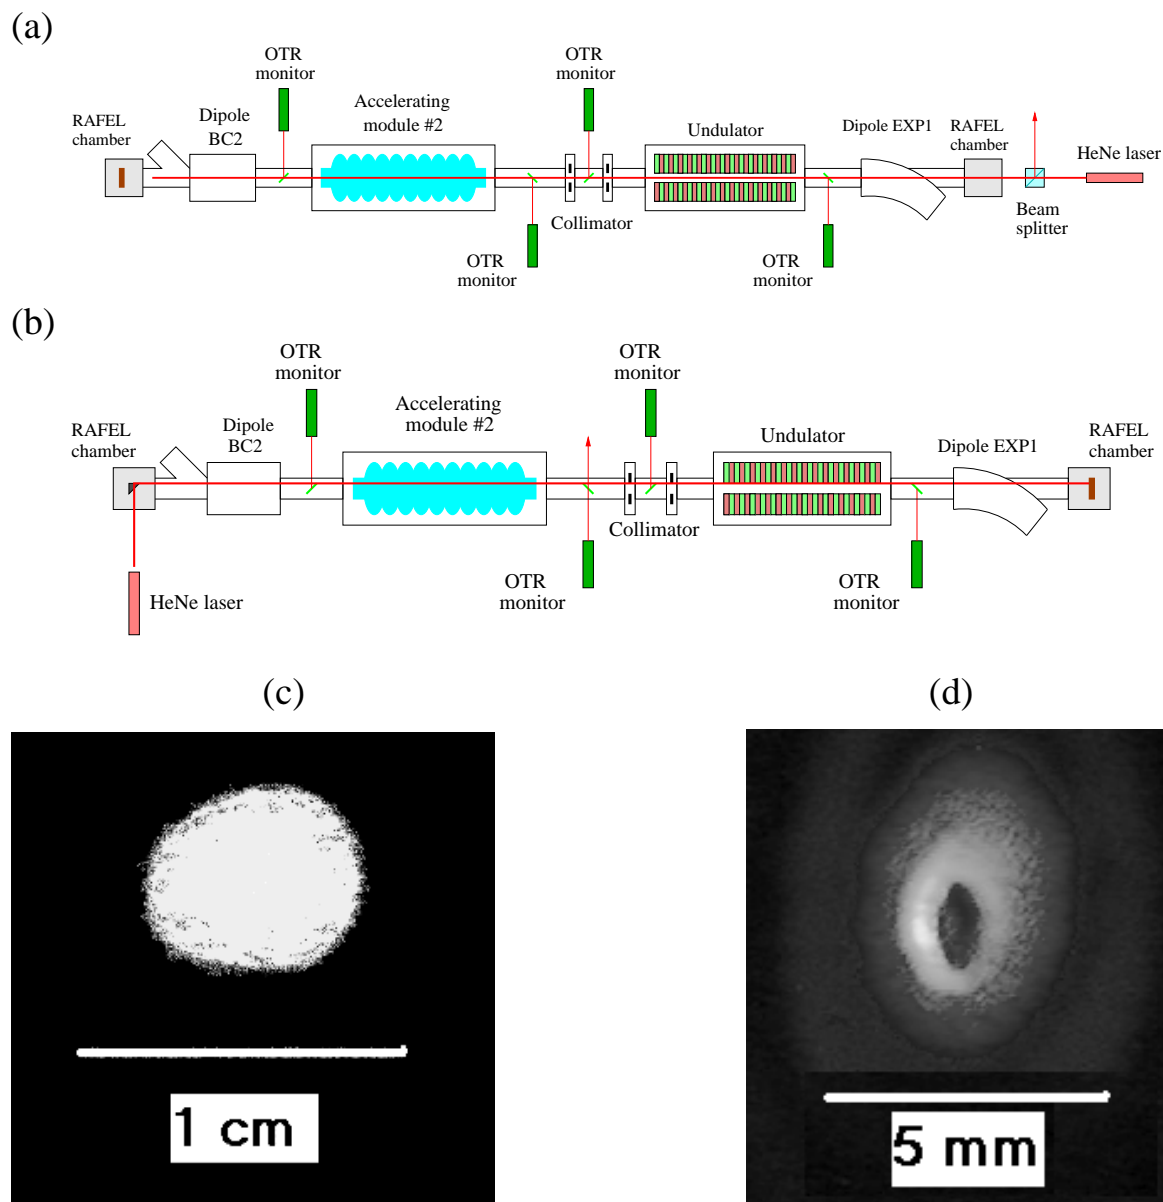 (a)
OTR
monitor
OTR
monitor
Accelerating
module #2
Dipole
BC2
RAFEL
chamber
Undulator
Dipole EXP1
RAFEL
chamber
HeNe laser
Collimator
Beam
splitter
OTR
monitor
OTR
monitor
(b)
OTR
monitor
OTR
monitor
Accelerating
module #2
Dipole
BC2
RAFEL
chamber
Undulator
Dipole EXP1
RAFEL
chamber
Collimator
OTR
monitor
OTR
monitor
HeNe laser
(c)
(d)
1 cm
5 mm